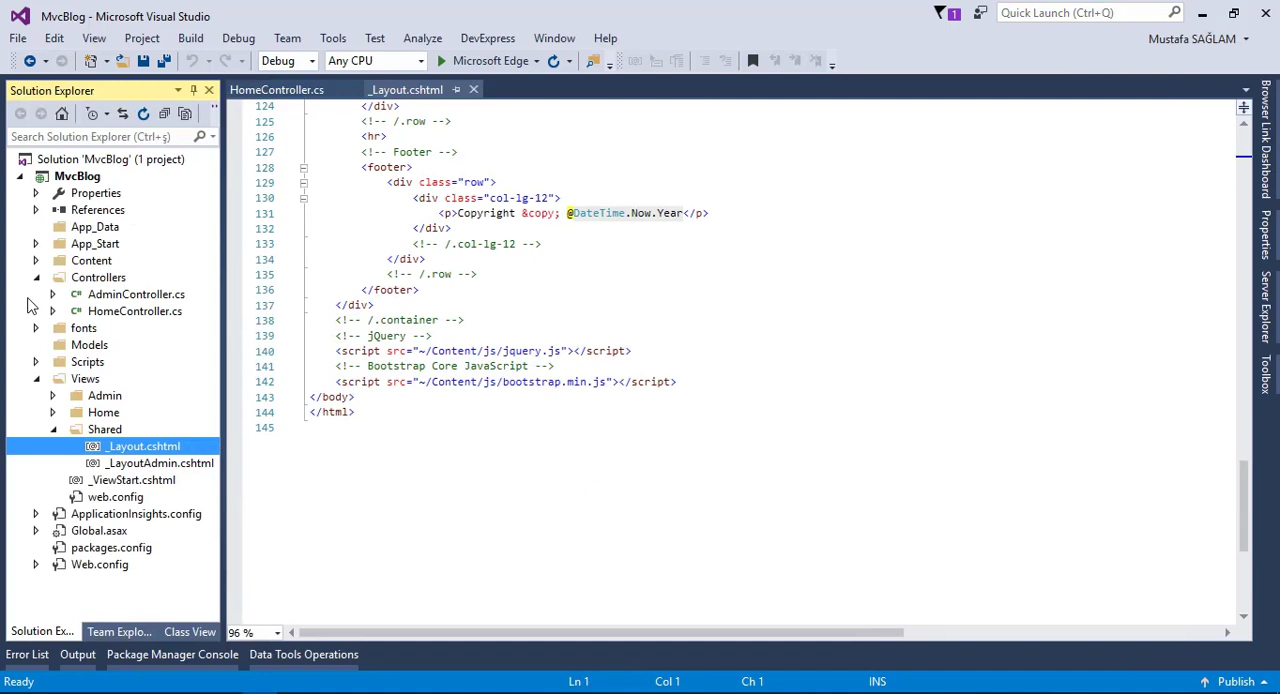 MvcBlog - Microsoft Visual Studio
1
Quick Launch (Ctrl+Q)
File Edit View Project Build Debug Team Tools Test Analyze DevExpress Window Help
Mustafa SAĞLAM
Debug Any CPU Microsoft Edge
Solution Explorer
Search Solution Explorer (Ctrl+ş)
Solution 'MvcBlog' (1 project)
MvcBlog
Properties
References
App_Data
App_Start
Content
Controllers
C# AdminController.cs
C# HomeController.cs
fonts
Models
Scripts
Views
Admin
Home
Shared
[@] _Layout.cshtml
[@] _LayoutAdmin.cshtml
[@] _ViewStart.cshtml
web.config
ApplicationInsights.config
Global.asax
packages.config
Web.config
Solution Ex... Team Explo... Class View
HomeController.cs _Layout.cshtml
124 </div>
125 <!-- /.row -->
126 <hr>
127 <!-- Footer -->
128 <footer>
129 <div class="row">
130 <div class="col-lg-12">
131 <p>Copyright &copy; @DateTime.Now.Year</p>
132 </div>
133 <!-- /.col-lg-12 -->
134 </div>
135 <!-- /.row -->
136 </footer>
137 </div>
138 <!-- /.container -->
139 <!-- jQuery -->
140 <script src="~/Content/js/jquery.js"></script>
141 <!-- Bootstrap Core JavaScript -->
142 <script src="~/Content/js/bootstrap.min.js"></script>
143 </body>
144 </html>
145
96 %
Browser Link Dashboard
Properties
Server Explorer
Toolbox
Error List Output Package Manager Console Data Tools Operations
Ready Ln 1 Col 1 Ch 1 INS Publish